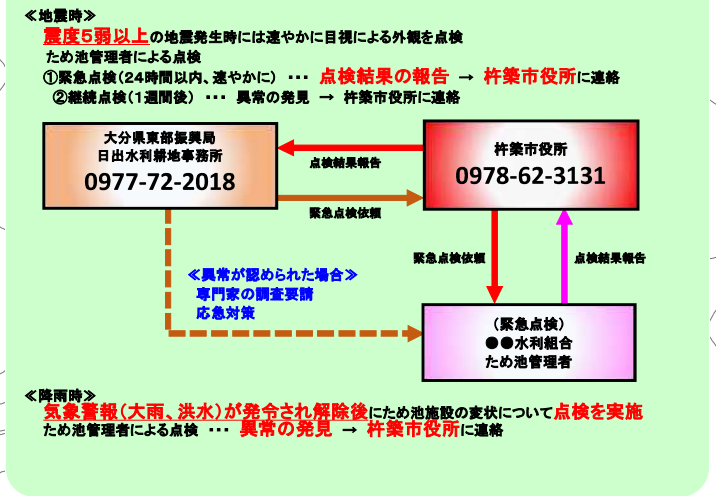 ≪地震時≫
震度5弱以上の地震発生時には速やかに目視による外観を点検
ため池管理者による点検
①緊急点検(24時間以内、速やかに) ・・・ 点検結果の報告 → 杵築市役所に連絡
②継続点検(1週間後) ・・・ 異常の発見 → 杵築市役所に連絡
大分県東部振興局
日出水利耕地事務所
0977-72-2018
点検結果報告
緊急点検依頼
杵築市役所
0978-62-3131
緊急点検依頼
点検結果報告
≪異常が認められた場合≫
専門家の調査要請
応急対策
(緊急点検)
●●水利組合
ため池管理者
≪降雨時≫
気象警報(大雨、洪水)が発令され解除後にため池施設の変状について点検を実施
ため池管理者による点検 ・・・ 異常の発見 → 杵築市役所に連絡